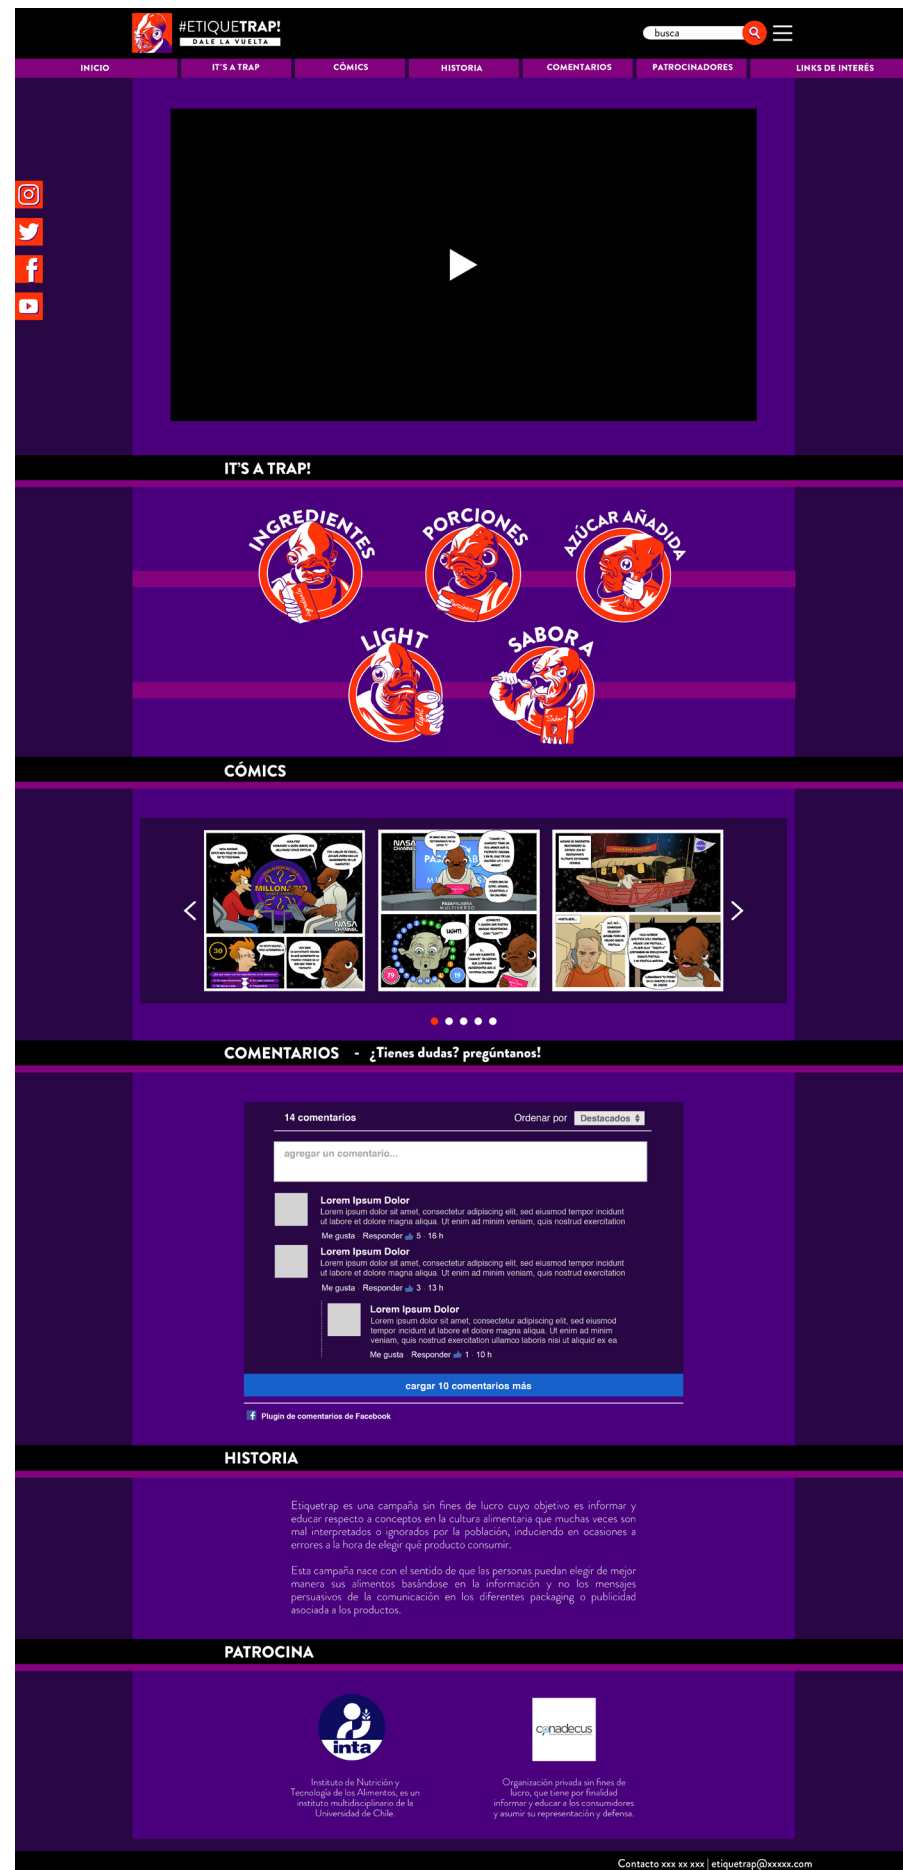 #ETIQUETRAP!
DALE LA VUELTA
busca
INICIO
IT'S A TRAP
CÓMICS
HISTORIA
COMENTARIOS
PATROCINADORES
LINKS DE INTERÉS
IT'S A TRAP!
INGREDIENTES
PORCIONES
Porciones
AZÚCAR AÑADIDA
LIGHT
SABOR A
"Sabor"
CÓMICS
MILLONARIO
NASA
CHANNEL
30
NASA
CHANNEL
PASAPALABRA
MULTIVERSO
LIGHT!
79
19
COMENTARIOS - ¿Tienes dudas? pregúntanos!
14 comentarios
Ordenar por Destacados
agregar un comentario...
Lorem Ipsum Dolor
Lorem ipsum dolor sit amet, consectetur adipiscing elit, sed eiusmod tempor incidunt
ut labore et dolore magna aliqua. Ut enim ad minim veniam, quis nostrud exercitation
Me gusta · Responder 5 · 16 h
Lorem Ipsum Dolor
Lorem ipsum dolor sit amet, consectetur adipiscing elit, sed eiusmod tempor incidunt
ut labore et dolore magna aliqua. Ut enim ad minim veniam, quis nostrud exercitation
Me gusta · Responder 3 · 13 h
Lorem Ipsum Dolor
Lorem ipsum dolor sit amet, consectetur adipiscing elit, sed eiusmod
tempor incidunt ut labore et dolore magna aliqua. Ut enim ad minim
veniam, quis nostrud exercitation ullamco laboris nisi ut aliquid ex ea
Me gusta · Responder 1 · 10 h
cargar 10 comentarios más
Plugin de comentarios de Facebook
HISTORIA
Etiquetrap es una campaña sin fines de lucro cuyo objetivo es informar y
educar respecto a conceptos en la cultura alimentaria que muchas veces son
mal interpretados o ignorados por la población, induciendo en ocasiones a
errores a la hora de elegir qué producto consumir.
Esta campaña nace con el sentido de que las personas puedan elegir de mejor
manera sus alimentos basándose en la información y no los mensajes
persuasivos de la comunicación en los diferentes packaging o publicidad
asociada a los productos.
PATROCINA
inta
conadecus
Instituto de Nutrición y
Tecnología de los Alimentos, es un
instituto multidisciplinario de la
Universidad de Chile.
Organización privada sin fines de
lucro, que tiene por finalidad
informar y educar a los consumidores
y asumir su representación y defensa.
Contacto xxx xx xxx | etiquetrap@xxxxx.com